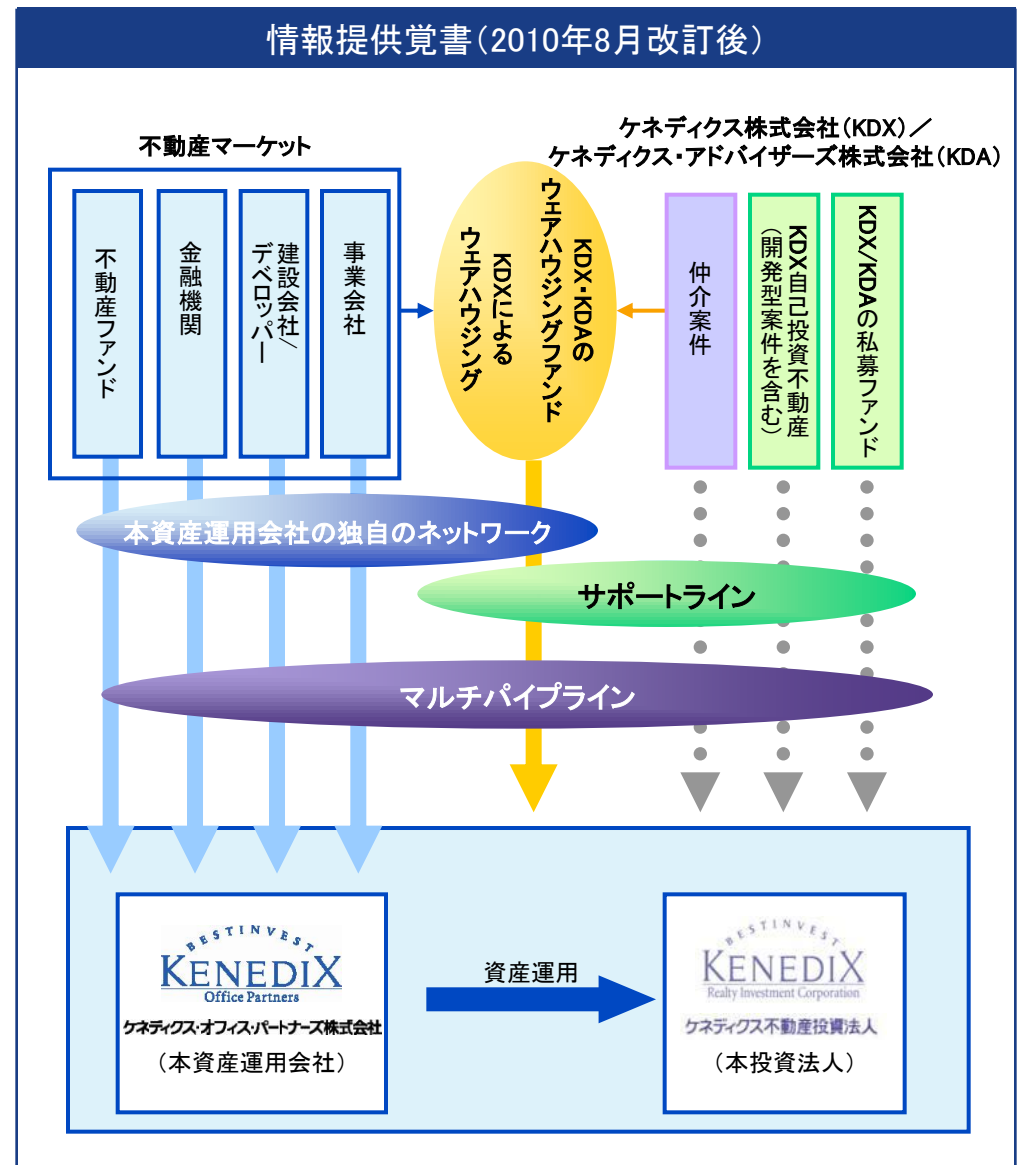 情報提供覚書（2010年8月改訂後）
不動産マーケット
ケネディクス株式会社（KDX）／
ケネディクス・アドバイザーズ株式会社（KDA）
不動産ファンド
金融機関
建設会社/
デベロッパー
事業会社
KDX・KDAの
ウェアハウジングファンド
KDXによる
ウェアハウジング
仲介案件
KDX自己投資不動産
（開発型案件を含む）
KDX/KDAの私募ファンド
本資産運用会社の独自のネットワーク
サポートライン
マルチパイプライン
BESTINVEST
KENEDIX
Office Partners
ケネディクス・オフィス・パートナーズ株式会社
（本資産運用会社）
資産運用
BESTINVEST
KENEDIX
Realty Investment Corporation
ケネディクス不動産投資法人
（本投資法人）